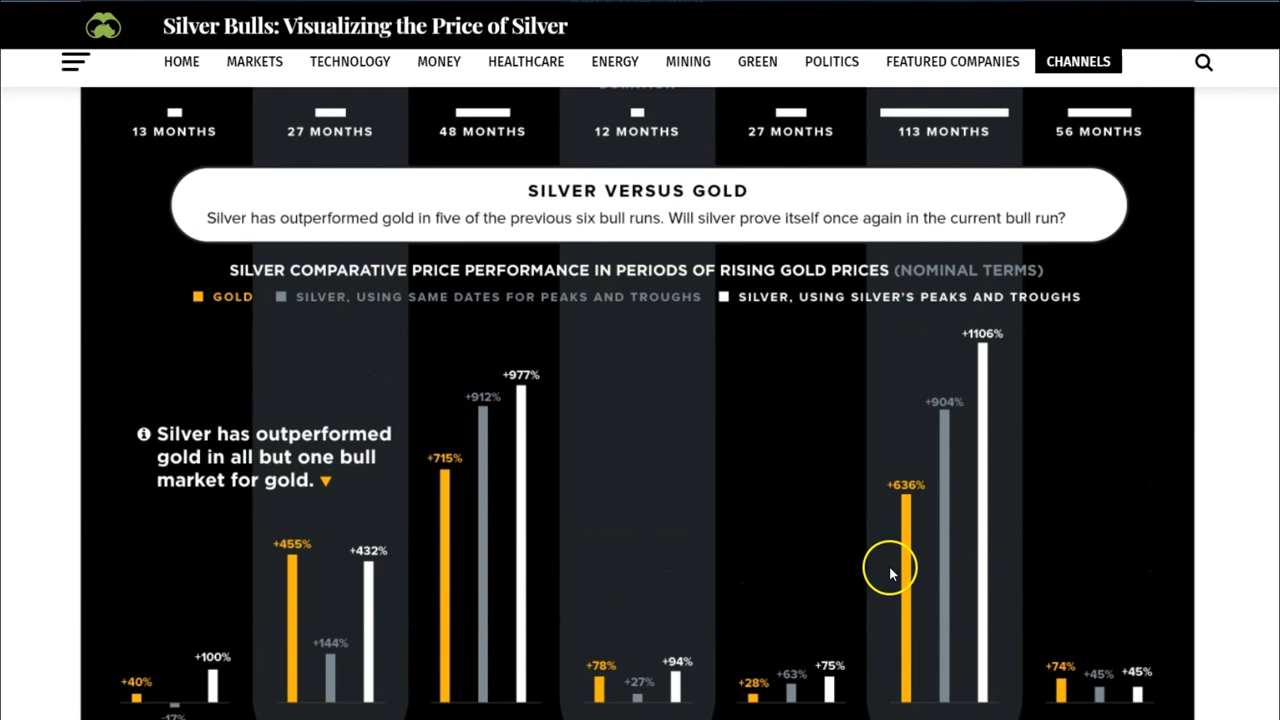 Silver Bulls: Visualizing the Price of Silver
HOME MARKETS TECHNOLOGY MONEY HEALTHCARE ENERGY MINING GREEN POLITICS FEATURED COMPANIES CHANNELS
13 MONTHS 27 MONTHS 48 MONTHS 12 MONTHS 27 MONTHS 113 MONTHS 56 MONTHS
SILVER VERSUS GOLD
Silver has outperformed gold in five of the previous six bull runs. Will silver prove itself once again in the current bull run?
SILVER COMPARATIVE PRICE PERFORMANCE IN PERIODS OF RISING GOLD PRICES (NOMINAL TERMS)
GOLD SILVER, USING SAME DATES FOR PEAKS AND TROUGHS SILVER, USING SILVER'S PEAKS AND TROUGHS
Silver has outperformed
gold in all but one bull
market for gold.
+40% -17% +100%
+455% +144% +432%
+715% +912% +977%
+78% +27% +94%
+28% +63% +75%
+636% +904% +1106%
+74% +45% +45%